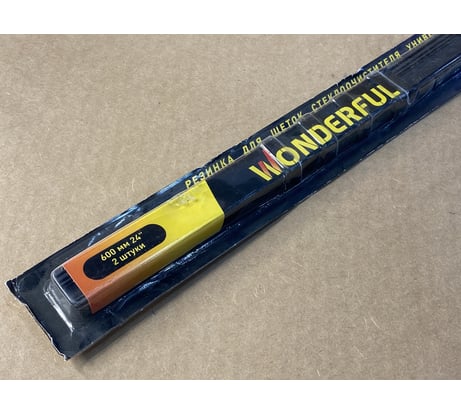 РЕЗИНКА ДЛЯ ЩЕТОК СТЕКЛООЧИСТИТЕЛЯ
WONDERFUL
600 мм 24"
2 штуки